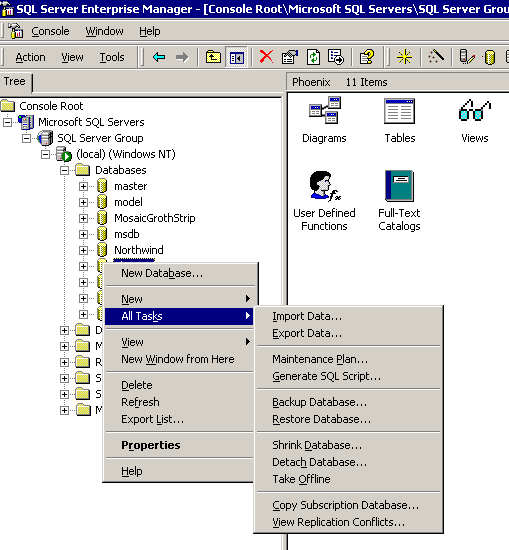 SQL Server Enterprise Manager - [Console Root\Microsoft SQL Servers\SQL Server Grou
Console Window Help
Action View Tools
Tree
Phoenix 11 Items
Console Root
Microsoft SQL Servers
SQL Server Group
(local) (Windows NT)
Databases
master
model
MosaicGrothStrip
msdb
Northwind
D
M
R
S
S
M
Diagrams
Tables
Views
User Defined
Functions
Full-Text
Catalogs
New Database...
New
All Tasks
View
New Window from Here
Delete
Refresh
Export List...
Properties
Help
Import Data...
Export Data...
Maintenance Plan...
Generate SQL Script...
Backup Database...
Restore Database...
Shrink Database...
Detach Database...
Take Offline
Copy Subscription Database...
View Replication Conflicts...